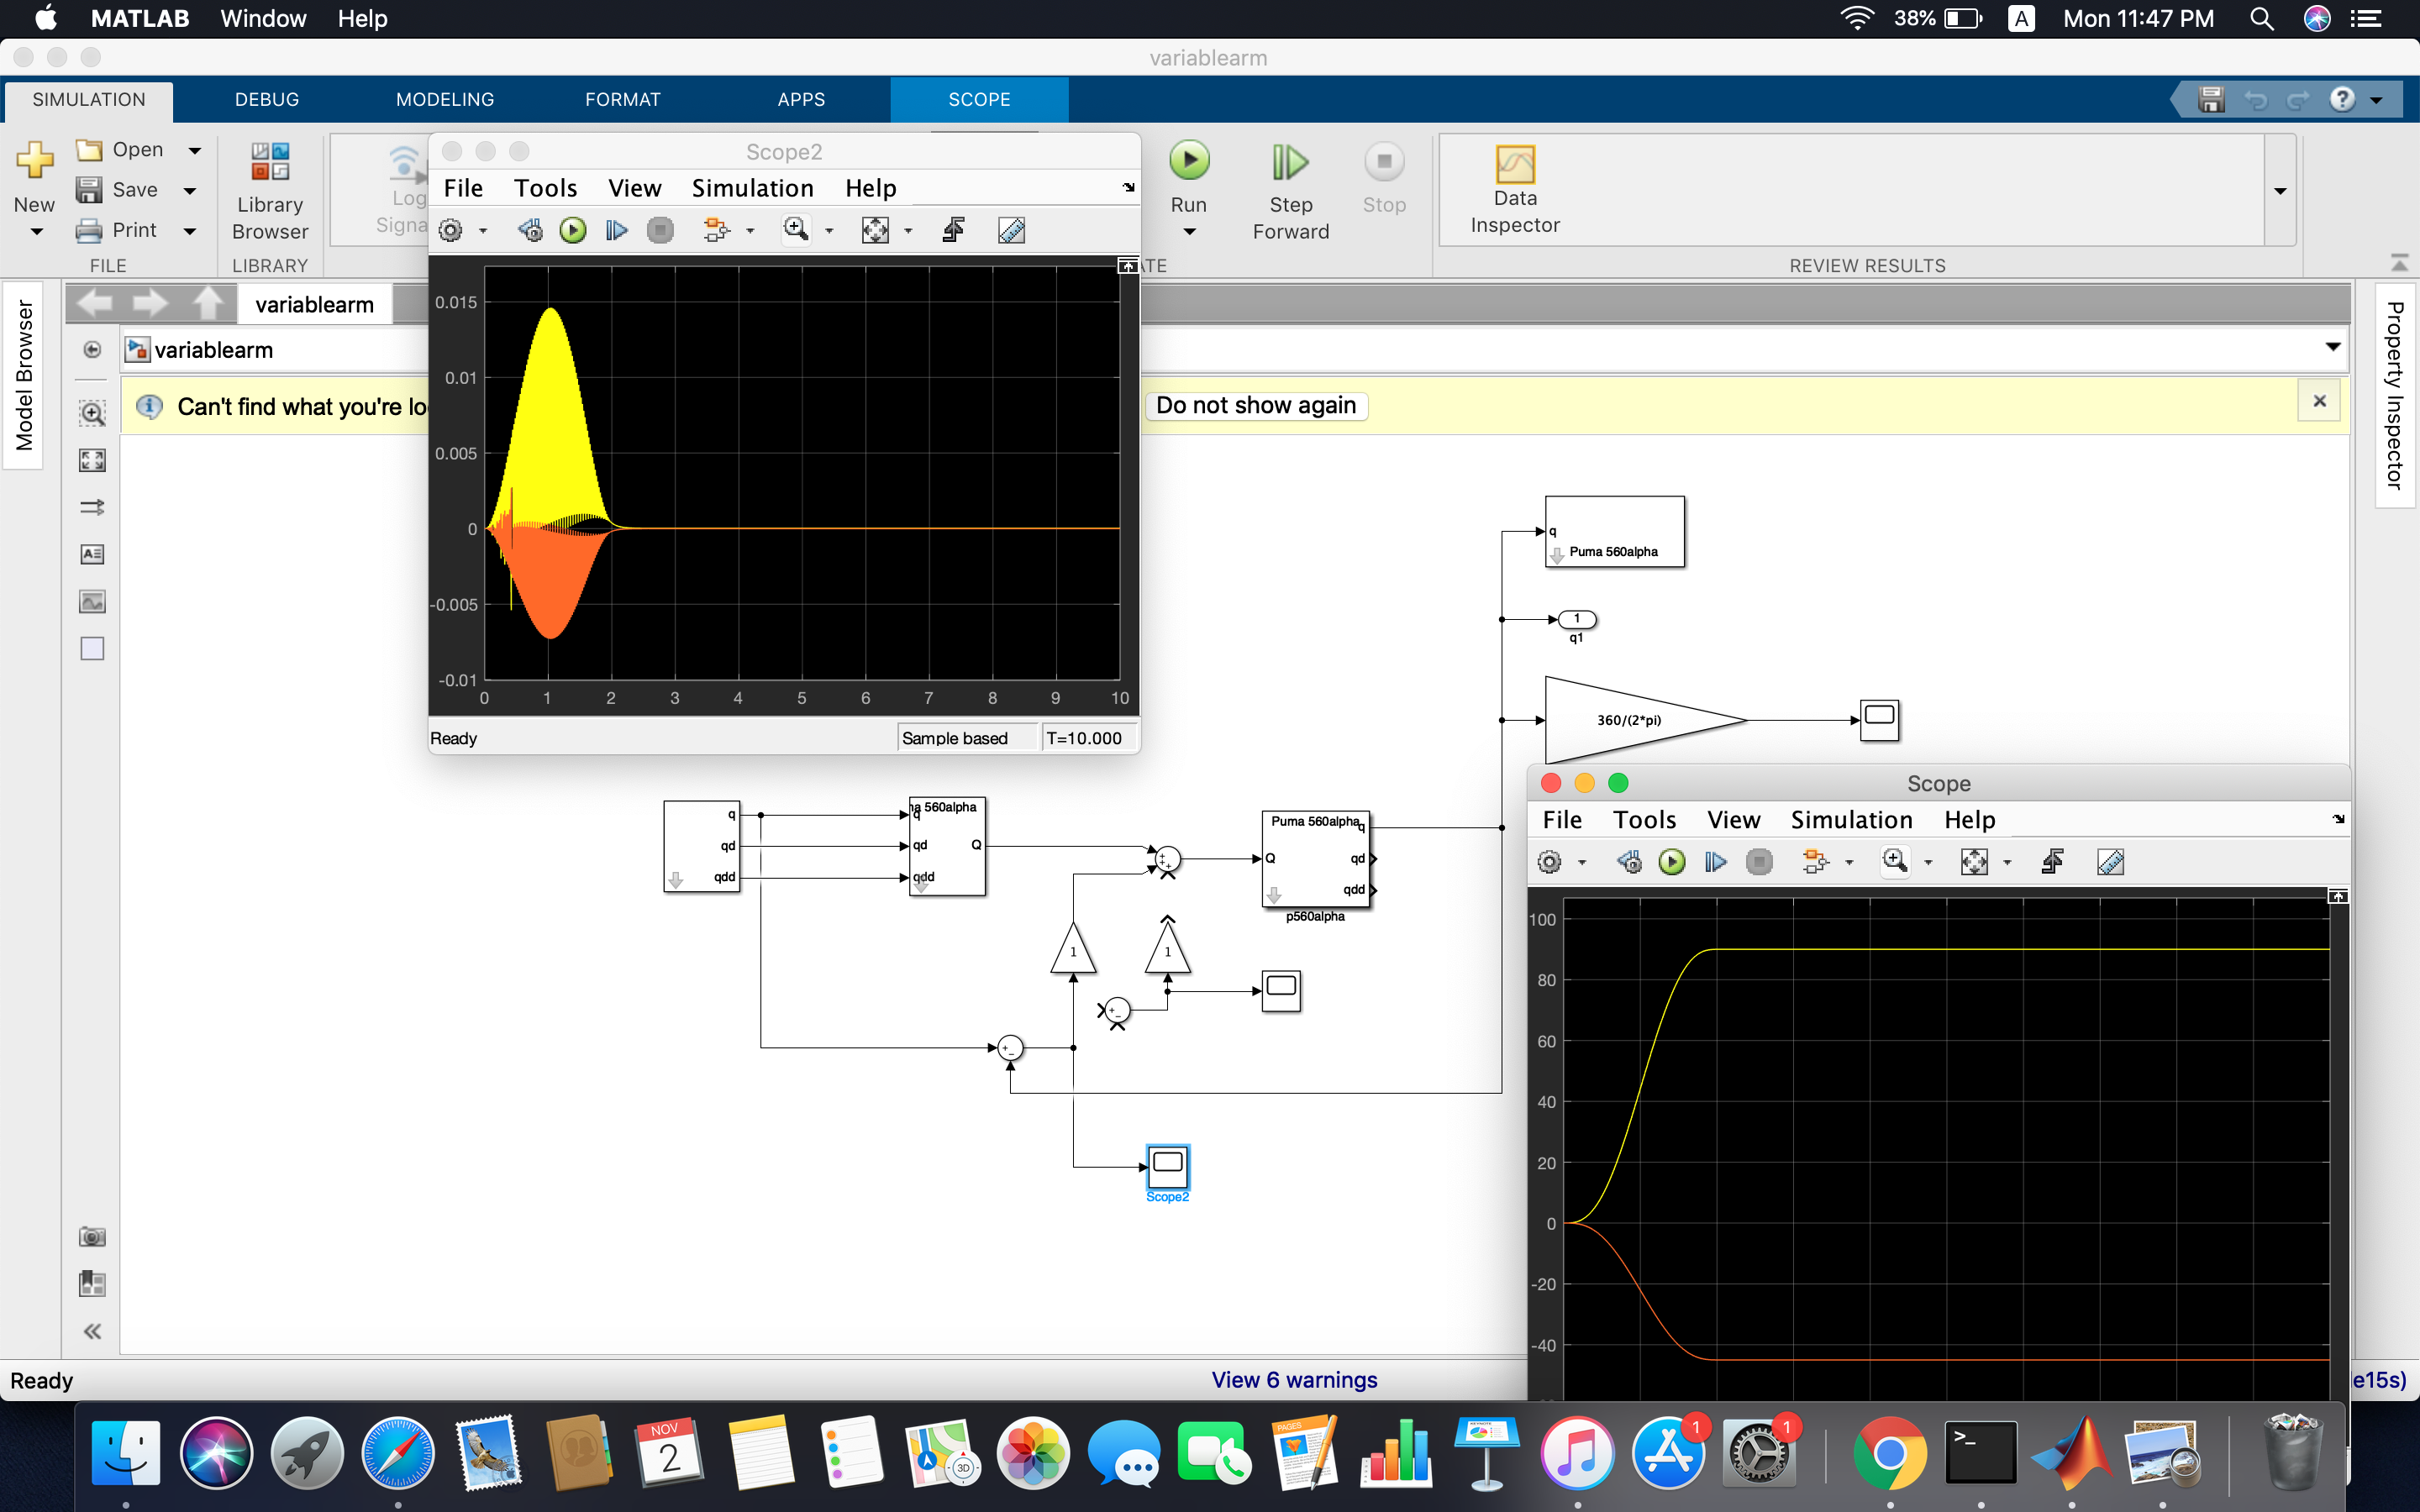 MATLAB Window Help
38% A Mon 11:47 PM
variablearm
SIMULATION DEBUG MODELING FORMAT APPS SCOPE
New
Open
Save
Print
FILE
Library
Browser
LIBRARY
Log
Signa
Run
Step
Forward
Stop
ATE
Data
Inspector
REVIEW RESULTS
Model Browser
Property Inspector
variablearm
variablearm
Can't find what you're lo
Do not show again
Scope2
File Tools View Simulation Help
0.015
0.01
0.005
0
-0.005
-0.01
0 1 2 3 4 5 6 7 8 9 10
Ready
Sample based
T=10.000
q
Puma 560alpha
1
q1
360/(2*pi)
q
qd
qdd
560alpha
q
qd
qdd
Q
Puma 560alpha
Q
q
qd
qdd
p560alpha
1
1
Scope2
Scope
File Tools View Simulation Help
100
80
60
40
20
0
-20
-40
Ready
View 6 warnings
e15s)
NOV
2
3D
PAGES
1
1
>_